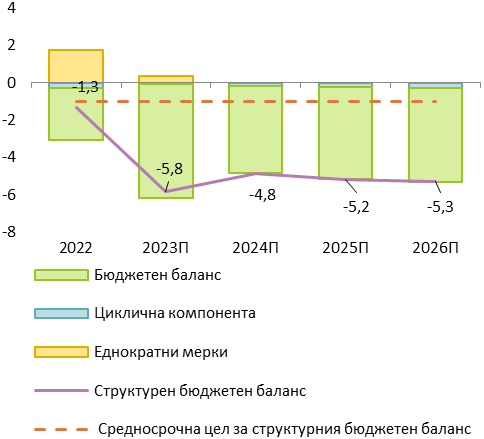 4
2
0
-2
-4
-6
-8
-1,3
-5,8
-4,8
-5,2
-5,3
2022 2023П 2024П 2025П 2026П
Бюджетен баланс
Циклична компонента
Еднократни мерки
Структурен бюджетен баланс
Средносрочна цел за структурния бюджетен баланс